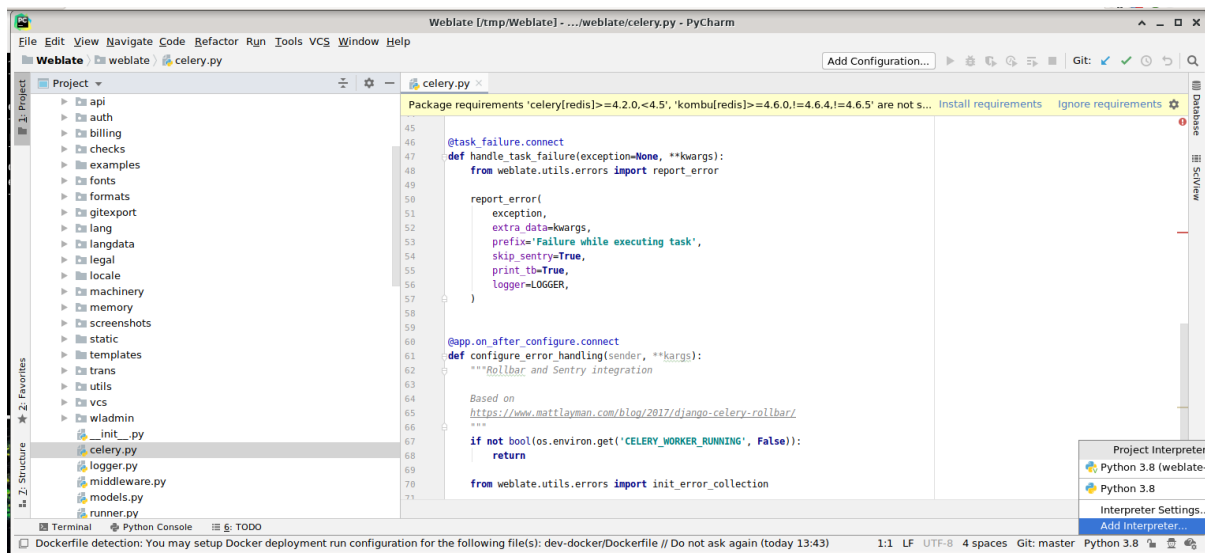 Weblate [/tmp/Weblate] - .../weblate/celery.py - PyCharm
File Edit View Navigate Code Refactor Run Tools VCS Window Help
Weblate weblate celery.py Add Configuration... Git:
1: Project Project celery.py
Package requirements 'celery[redis]>=4.2.0,<4.5', 'kombu[redis]>=4.6.0,!=4.6.4,!=4.6.5' are not s... Install requirements Ignore requirements
Database
SciView
2: Favorites
7: Structure
api
auth
billing
checks
examples
fonts
formats
gitexport
lang
langdata
legal
locale
machinery
memory
screenshots
static
templates
trans
utils
vcs
wladmin
__init__.py
celery.py
logger.py
middleware.py
models.py
runner.py
45
46 @task_failure.connect
47 def handle_task_failure(exception=None, **kwargs):
48 from weblate.utils.errors import report_error
49
50 report_error(
51 exception,
52 extra_data=kwargs,
53 prefix='Failure while executing task',
54 skip_sentry=True,
55 print_tb=True,
56 logger=LOGGER,
57 )
58
59
60 @app.on_after_configure.connect
61 def configure_error_handling(sender, **kargs):
62 """Rollbar and Sentry integration
63
64 Based on
65 https://www.mattlayman.com/blog/2017/django-celery-rollbar/
66 """
67 if not bool(os.environ.get('CELERY_WORKER_RUNNING', False)):
68 return
69
70 from weblate.utils.errors import init_error_collection
71
Project Interpreter
Python 3.8 (weblate-
Python 3.8
Interpreter Settings..
Add Interpreter...
Terminal Python Console 6: TODO
Dockerfile detection: You may setup Docker deployment run configuration for the following file(s): dev-docker/Dockerfile // Do not ask again (today 13:43) 1:1 LF UTF-8 4 spaces Git: master Python 3.8